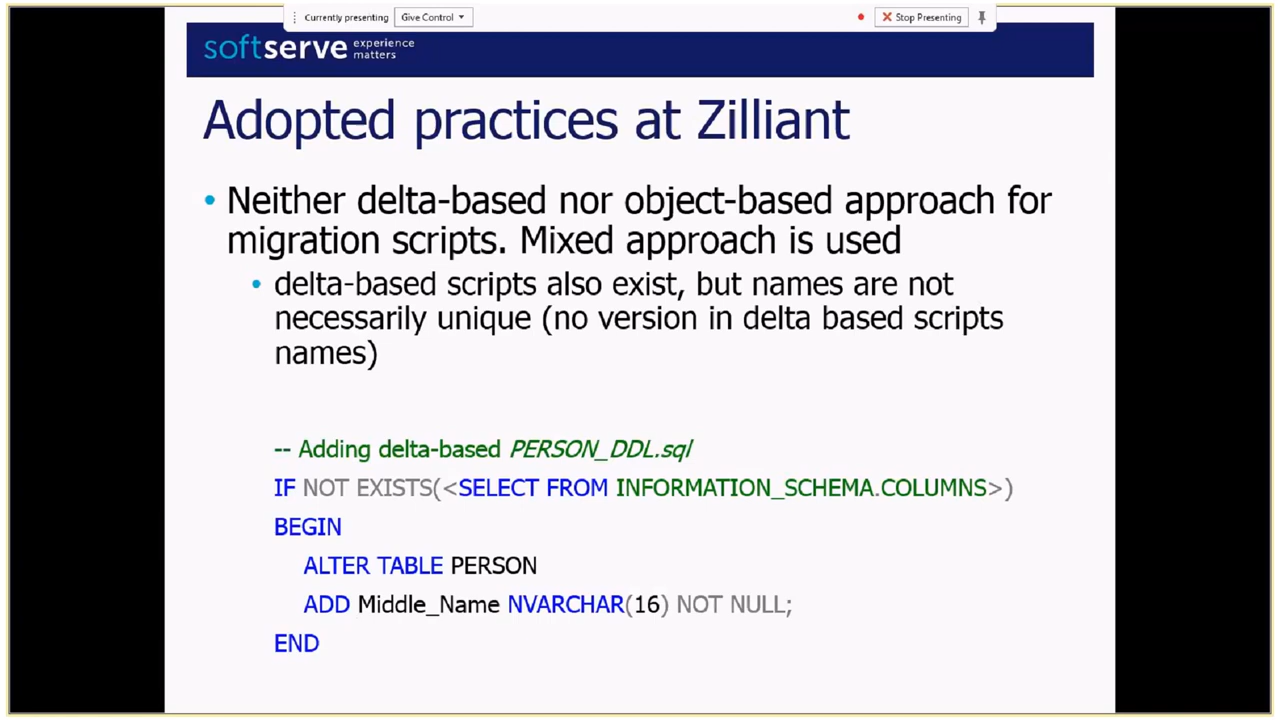 Currently presenting Give Control Stop Presenting
softserve experience matters
Adopted practices at Zilliant
• Neither delta-based nor object-based approach for
migration scripts. Mixed approach is used
• delta-based scripts also exist, but names are not
necessarily unique (no version in delta based scripts
names)
-- Adding delta-based PERSON_DDL.sql
IF NOT EXISTS(<SELECT FROM INFORMATION_SCHEMA.COLUMNS>)
BEGIN
ALTER TABLE PERSON
ADD Middle_Name NVARCHAR(16) NOT NULL;
END